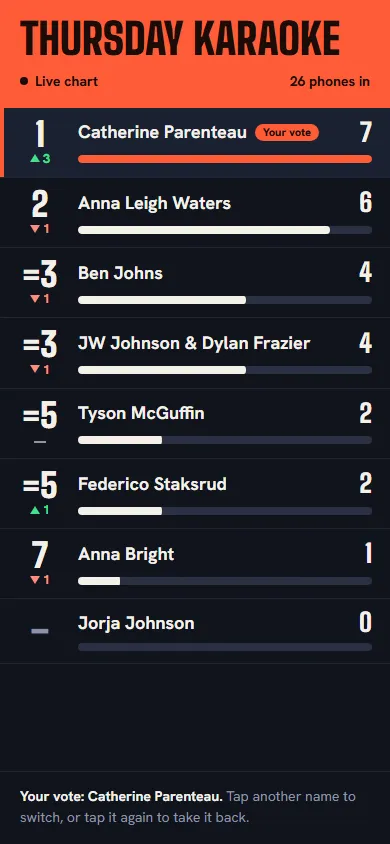 THURSDAY KARAOKE
Live chart
26 phones in
1
Catherine Parenteau
Your vote
7
▲3
2
Anna Leigh Waters
6
▼1
=3
Ben Johns
4
▼1
=3
JW Johnson & Dylan Frazier
4
▼1
=5
Tyson McGuffin
2
—
=5
Federico Staksrud
2
▲1
7
Anna Bright
1
▼1
–
Jorja Johnson
0
Your vote: Catherine Parenteau. Tap another name to
switch, or tap it again to take it back.